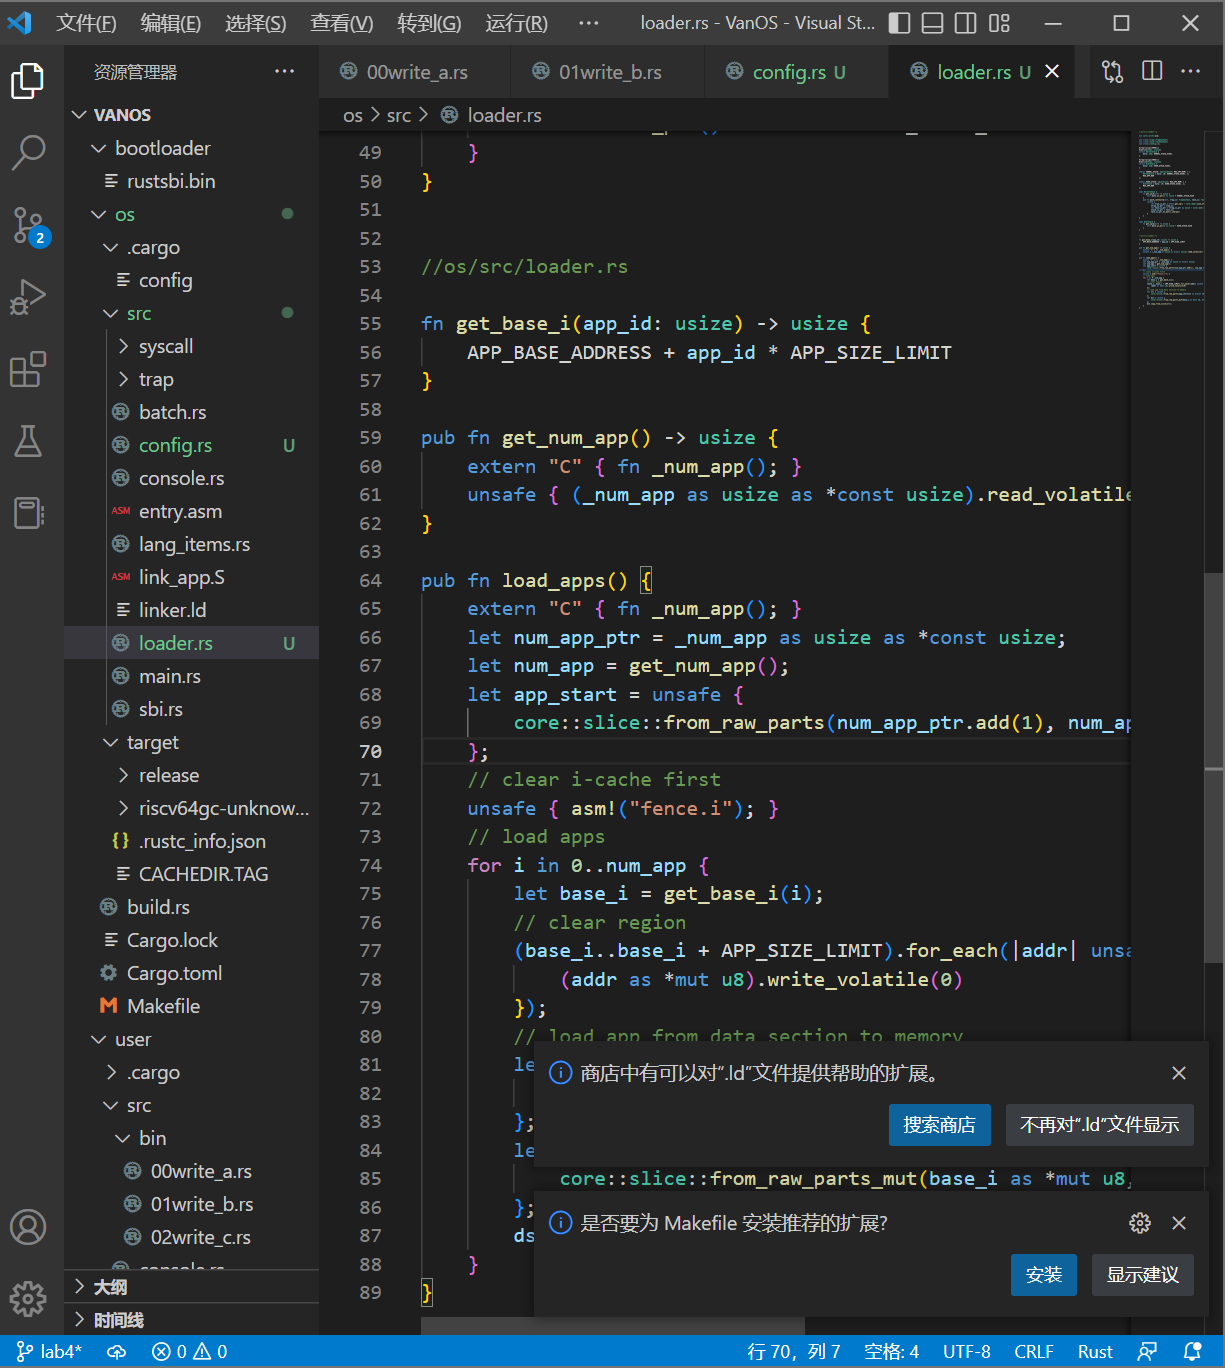 文件(F) 编辑(E) 选择(S) 查看(V) 转到(G) 运行(R) ··· loader.rs - VanOS - Visual St...
资源管理器 ···
00write_a.rs 01write_b.rs config.rs U loader.rs U
os > src > loader.rs
VANOS
bootloader
rustsbi.bin
os
.cargo
config
src
syscall
trap
batch.rs
config.rs U
console.rs
ASM entry.asm
lang_items.rs
ASM link_app.S
linker.ld
loader.rs U
main.rs
sbi.rs
target
release
riscv64gc-unknow...
{} .rustc_info.json
CACHEDIR.TAG
build.rs
Cargo.lock
Cargo.toml
Makefile
user
.cargo
src
bin
00write_a.rs
01write_b.rs
02write_c.rs
console.rs
大纲
时间线
2
49 }
50 }
51
52
53 //os/src/loader.rs
54
55 fn get_base_i(app_id: usize) -> usize {
56 APP_BASE_ADDRESS + app_id * APP_SIZE_LIMIT
57 }
58
59 pub fn get_num_app() -> usize {
60 extern "C" { fn _num_app(); }
61 unsafe { (_num_app as usize as *const usize).read_volatile
62 }
63
64 pub fn load_apps() {
65 extern "C" { fn _num_app(); }
66 let num_app_ptr = _num_app as usize as *const usize;
67 let num_app = get_num_app();
68 let app_start = unsafe {
69 core::slice::from_raw_parts(num_app_ptr.add(1), num_ap
70 };
71 // clear i-cache first
72 unsafe { asm!("fence.i"); }
73 // load apps
74 for i in 0..num_app {
75 let base_i = get_base_i(i);
76 // clear region
77 (base_i..base_i + APP_SIZE_LIMIT).for_each(|addr| unsa
78 (addr as *mut u8).write_volatile(0)
79 });
80 // load app from data section to memory
81 le
82
83 };
84 le
85 core::slice::from_raw_parts_mut(base_i as *mut u8,
86 };
87 ds
88 }
89 }
商店中有可以对“.ld”文件提供帮助的扩展。
搜索商店 不再对“.ld”文件显示
是否要为 Makefile 安装推荐的扩展?
安装 显示建议
lab4* 0 0 行 70，列 7 空格: 4 UTF-8 CRLF Rust